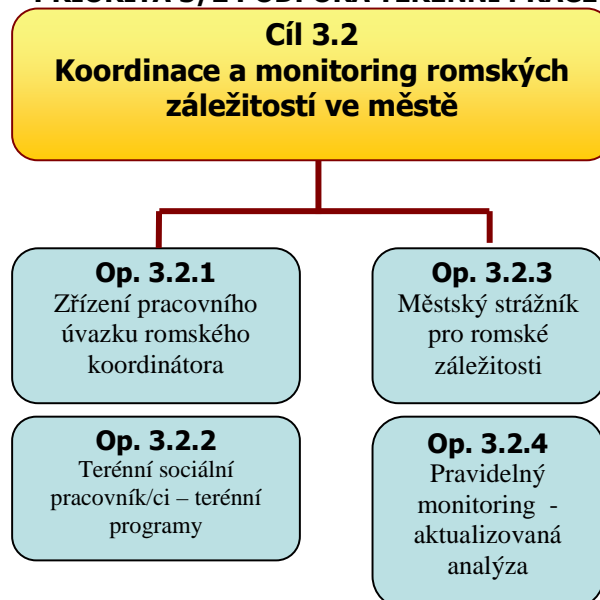 Cíl 3.2
Koordinace a monitoring romských
záležitostí ve městě
Op. 3.2.1
Zřízení pracovního
úvazku romského
koordinátora
Op. 3.2.3
Městský strážník
pro romské
záležitosti
Op. 3.2.2
Terénní sociální
pracovník/ci – terénní
programy
Op. 3.2.4
Pravidelný
monitoring -
aktualizovaná
analýza